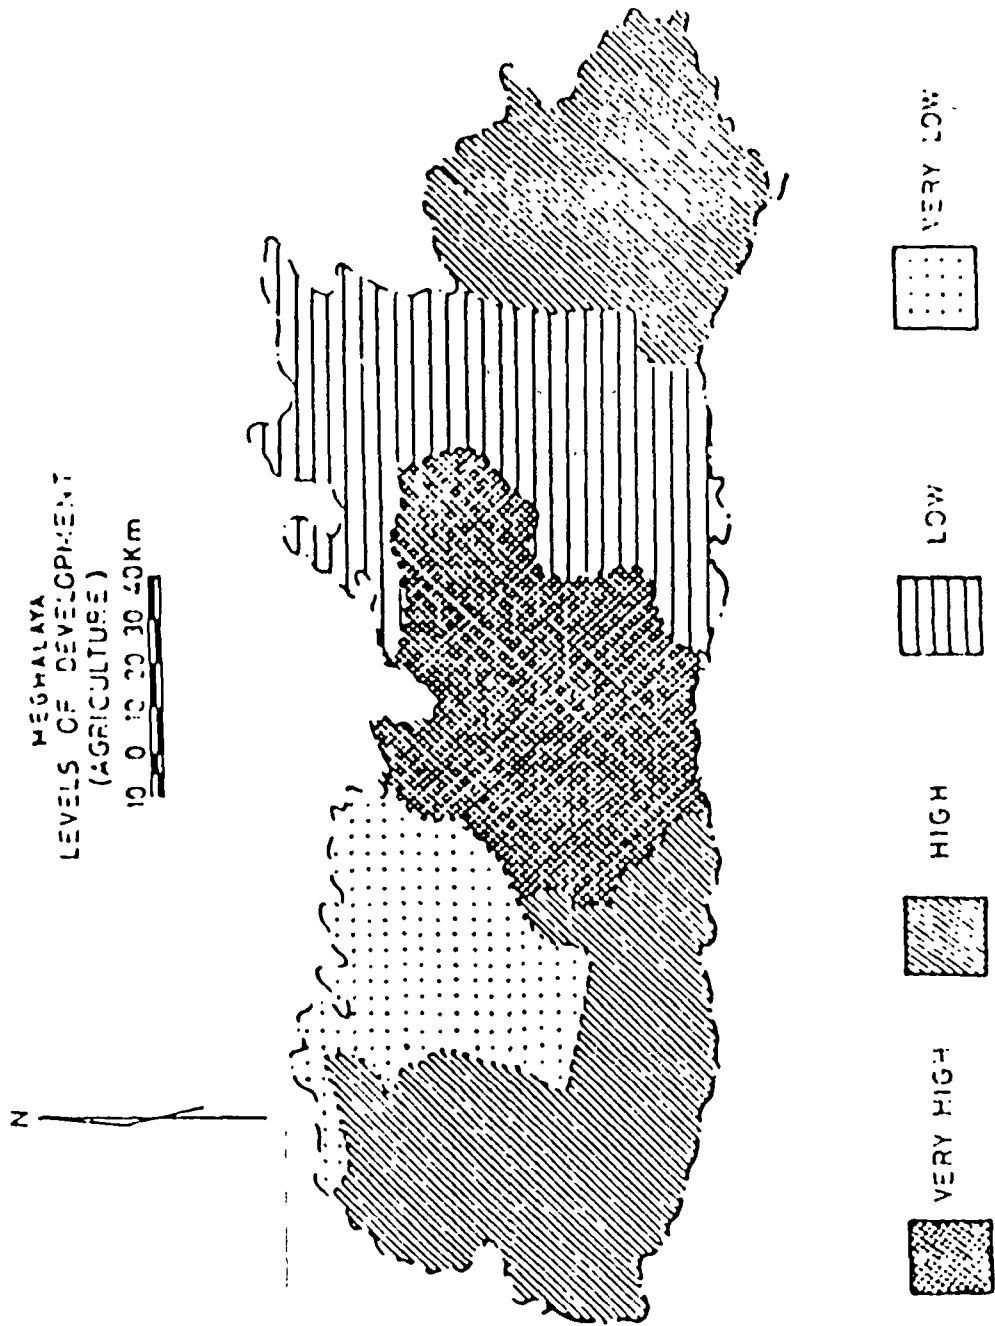 MEGHALAYA
LEVELS OF DEVELOPMENT
(AGRICULTURE)
10 0 10 20 30 40Km
N
VERY HIGH
HIGH
LOW
VERY LOW